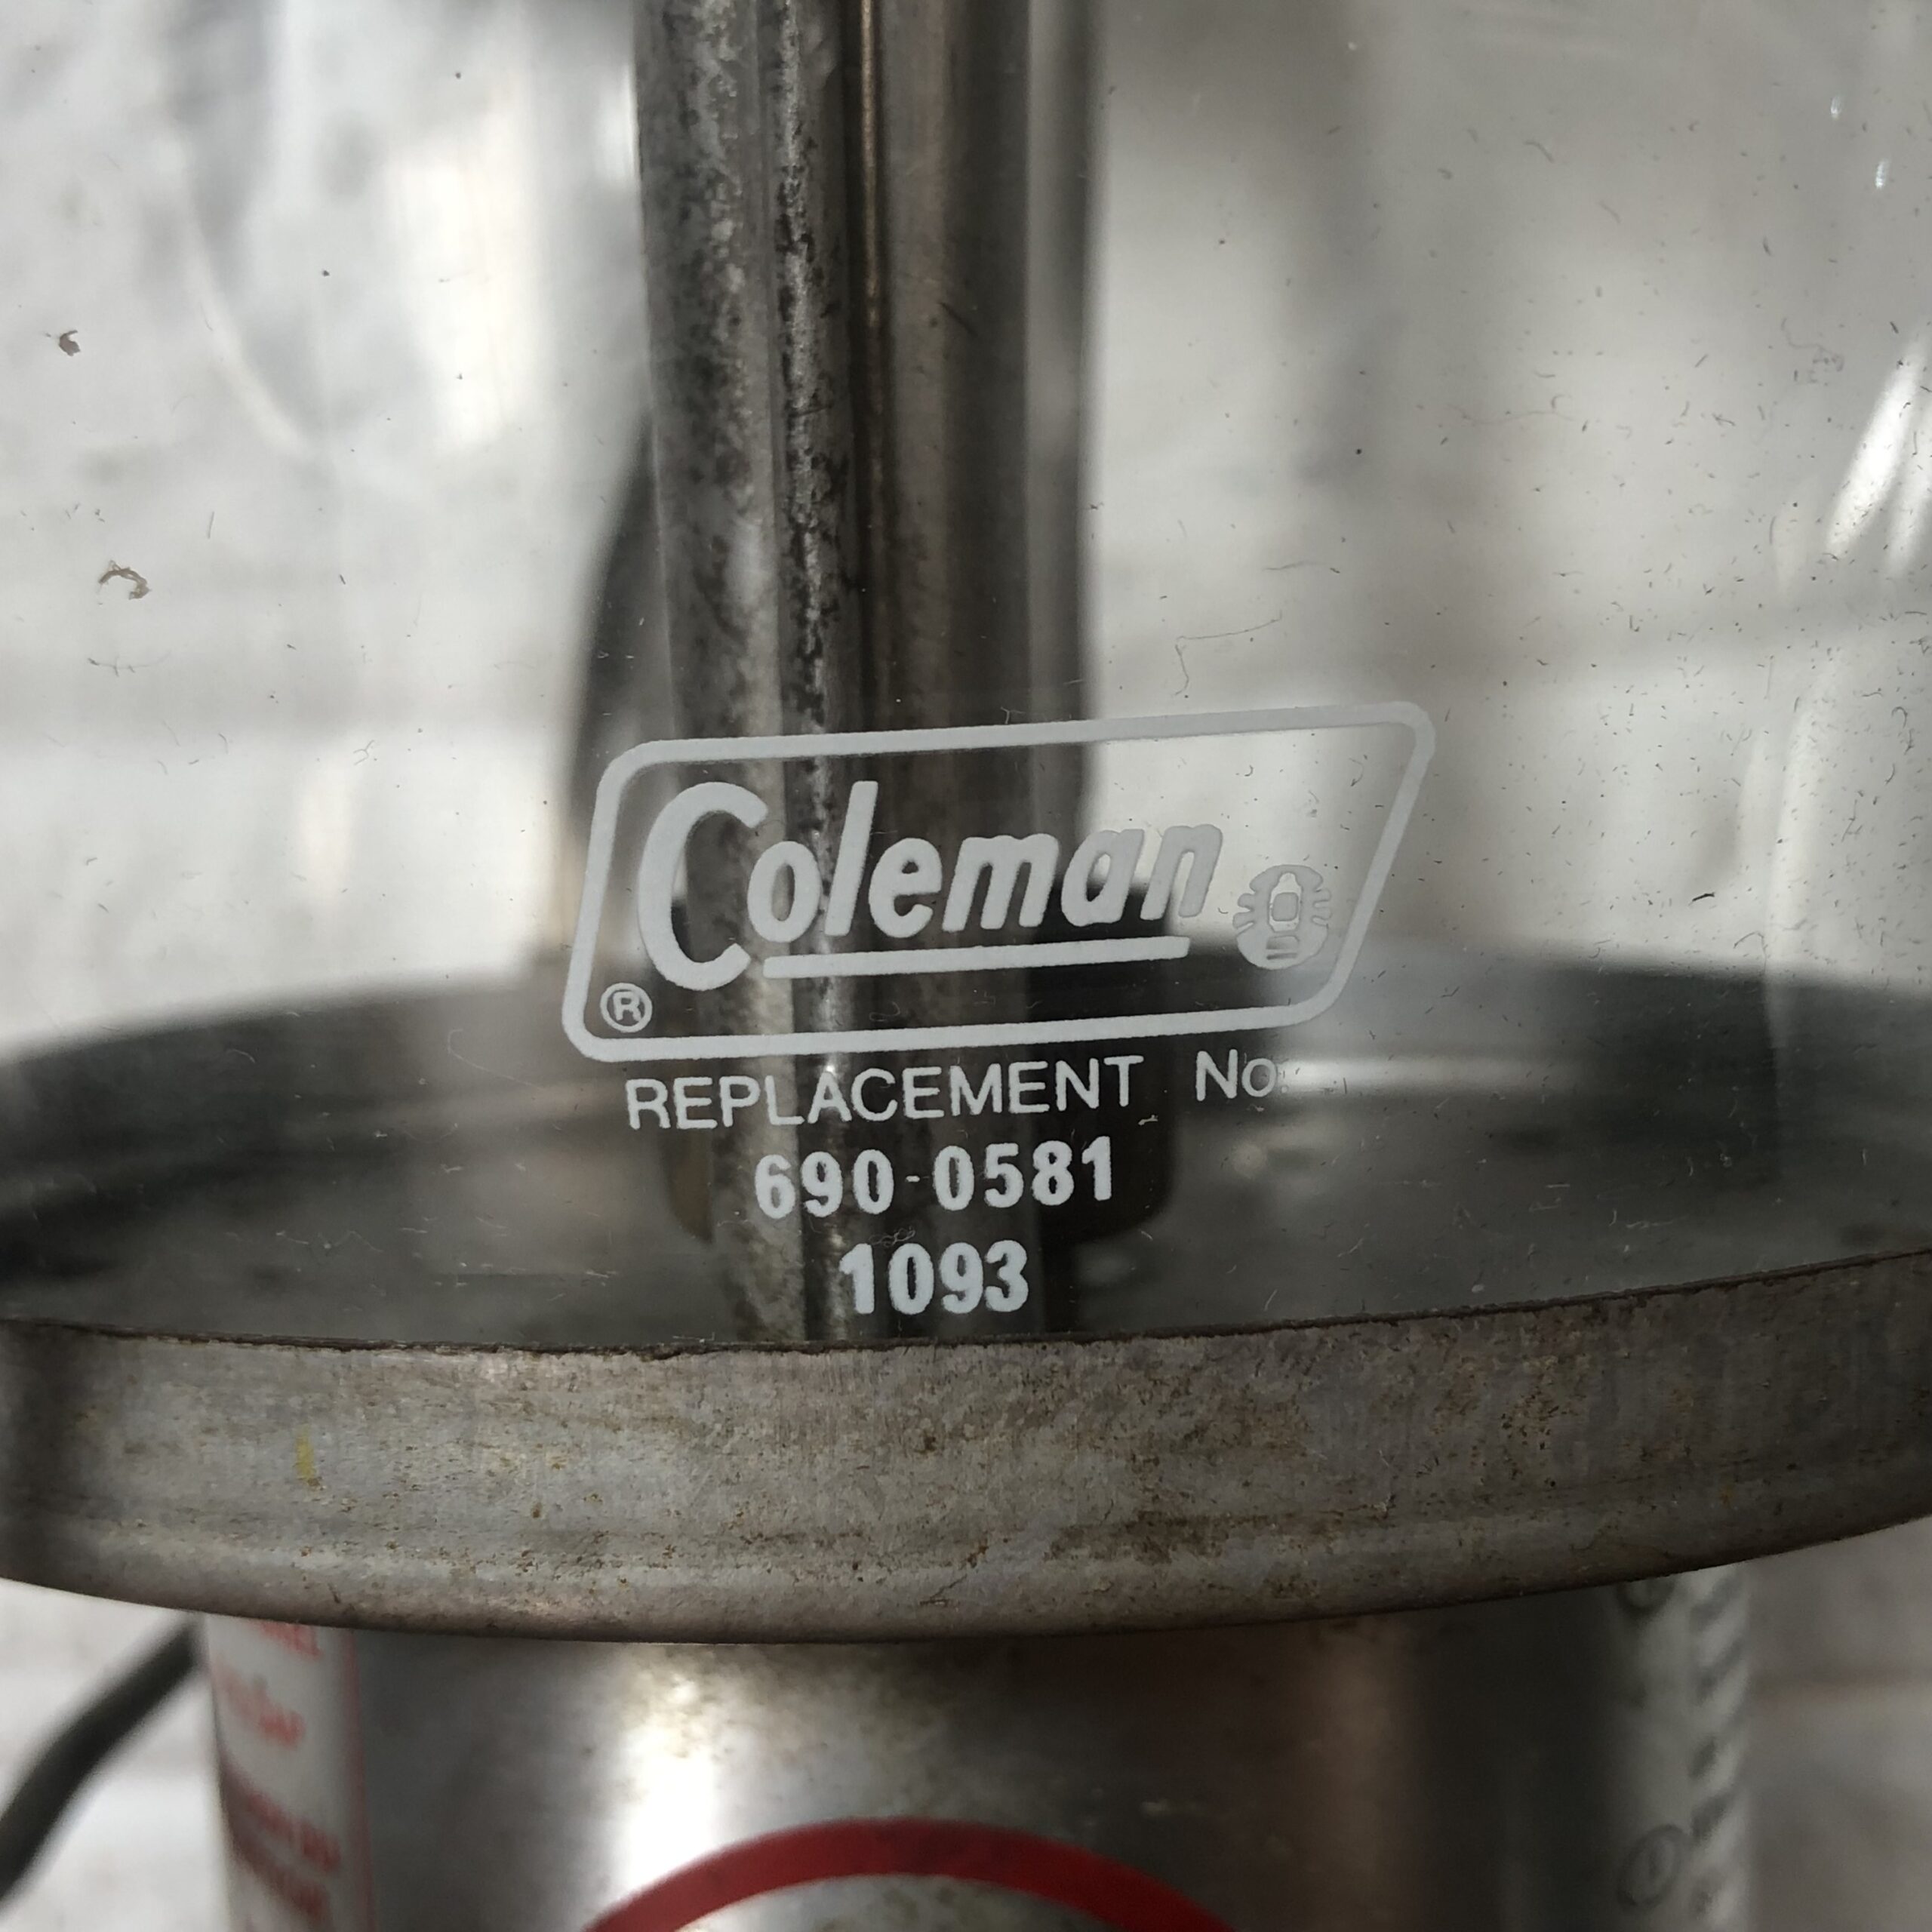 Coleman
®
REPLACEMENT No.
690-0581
1093